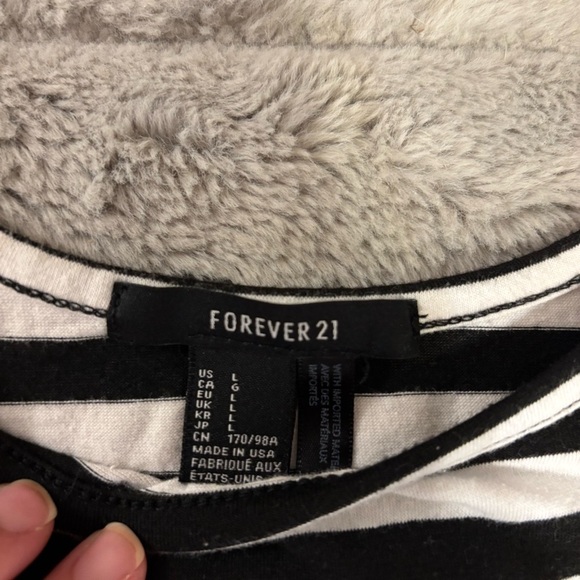 FOREVER 21
US L
CA G
EU L
UK L
KR L
JP L
CN 170/98A
MADE IN USA
FABRIQUÉ AUX
ÉTATS-UNIS
WITH IMPORTED
AVEC DES MATÉRIAUX
IMPORTÉS